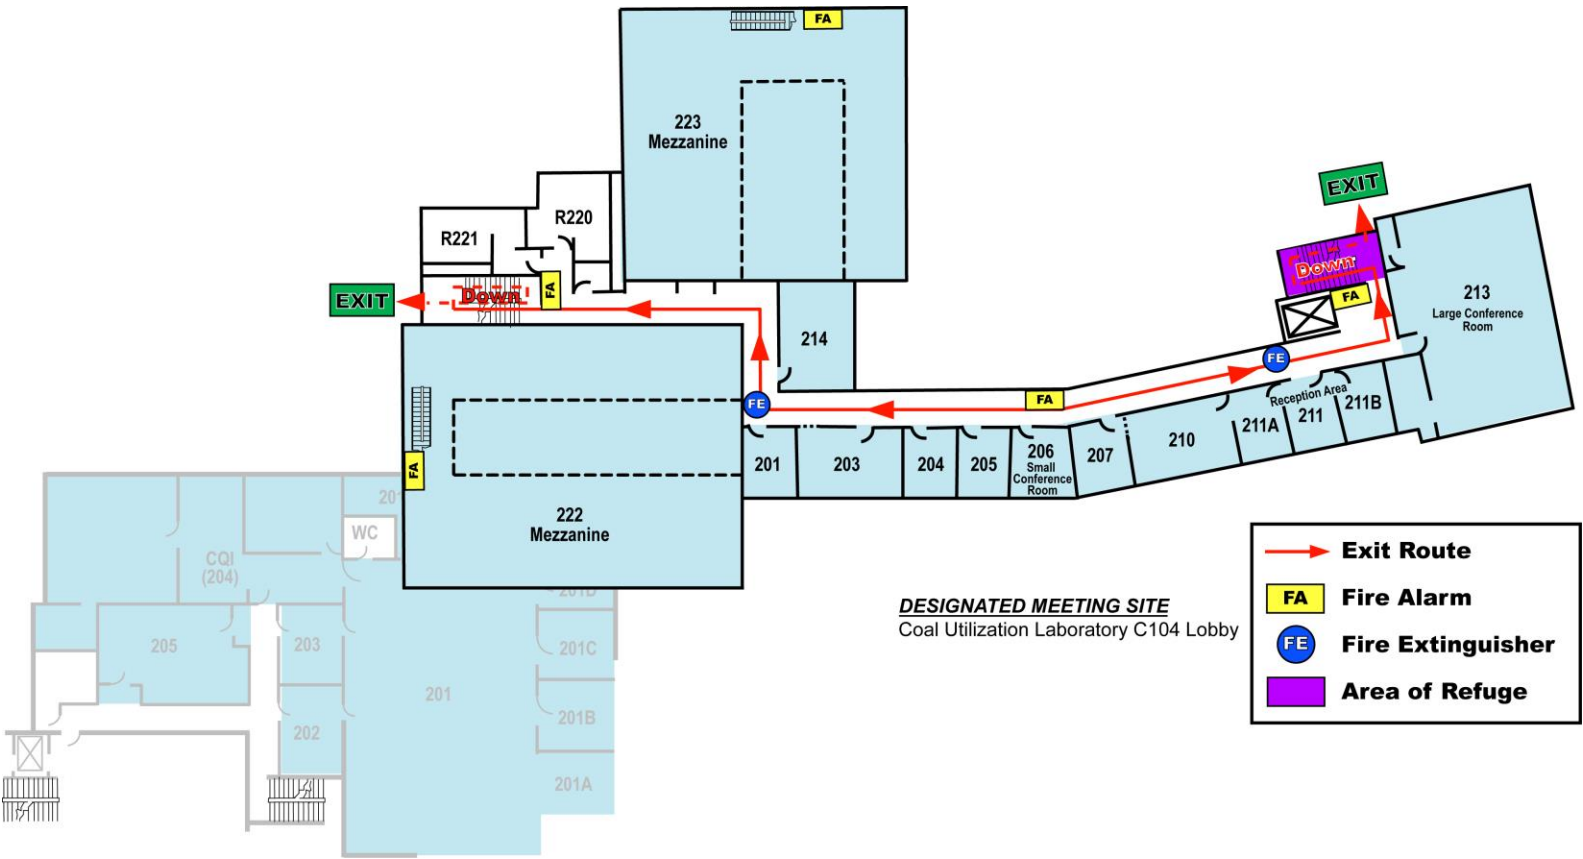 FA
223
Mezzanine
EXIT
R220
R221
Down
FA
EXIT
Down
FA
213
Large Conference
Room
EXIT
214
FE
FE
FA
Reception Area
211B
211
211A
210
207
206
Small
Conference
Room
205
204
203
201
FA
222
Mezzanine
201
WC
CQI
(204)
201D
205
203
201C
201
201B
202
201A
DESIGNATED MEETING SITE
Coal Utilization Laboratory C104 Lobby
Exit Route
FA Fire Alarm
FE Fire Extinguisher
Area of Refuge